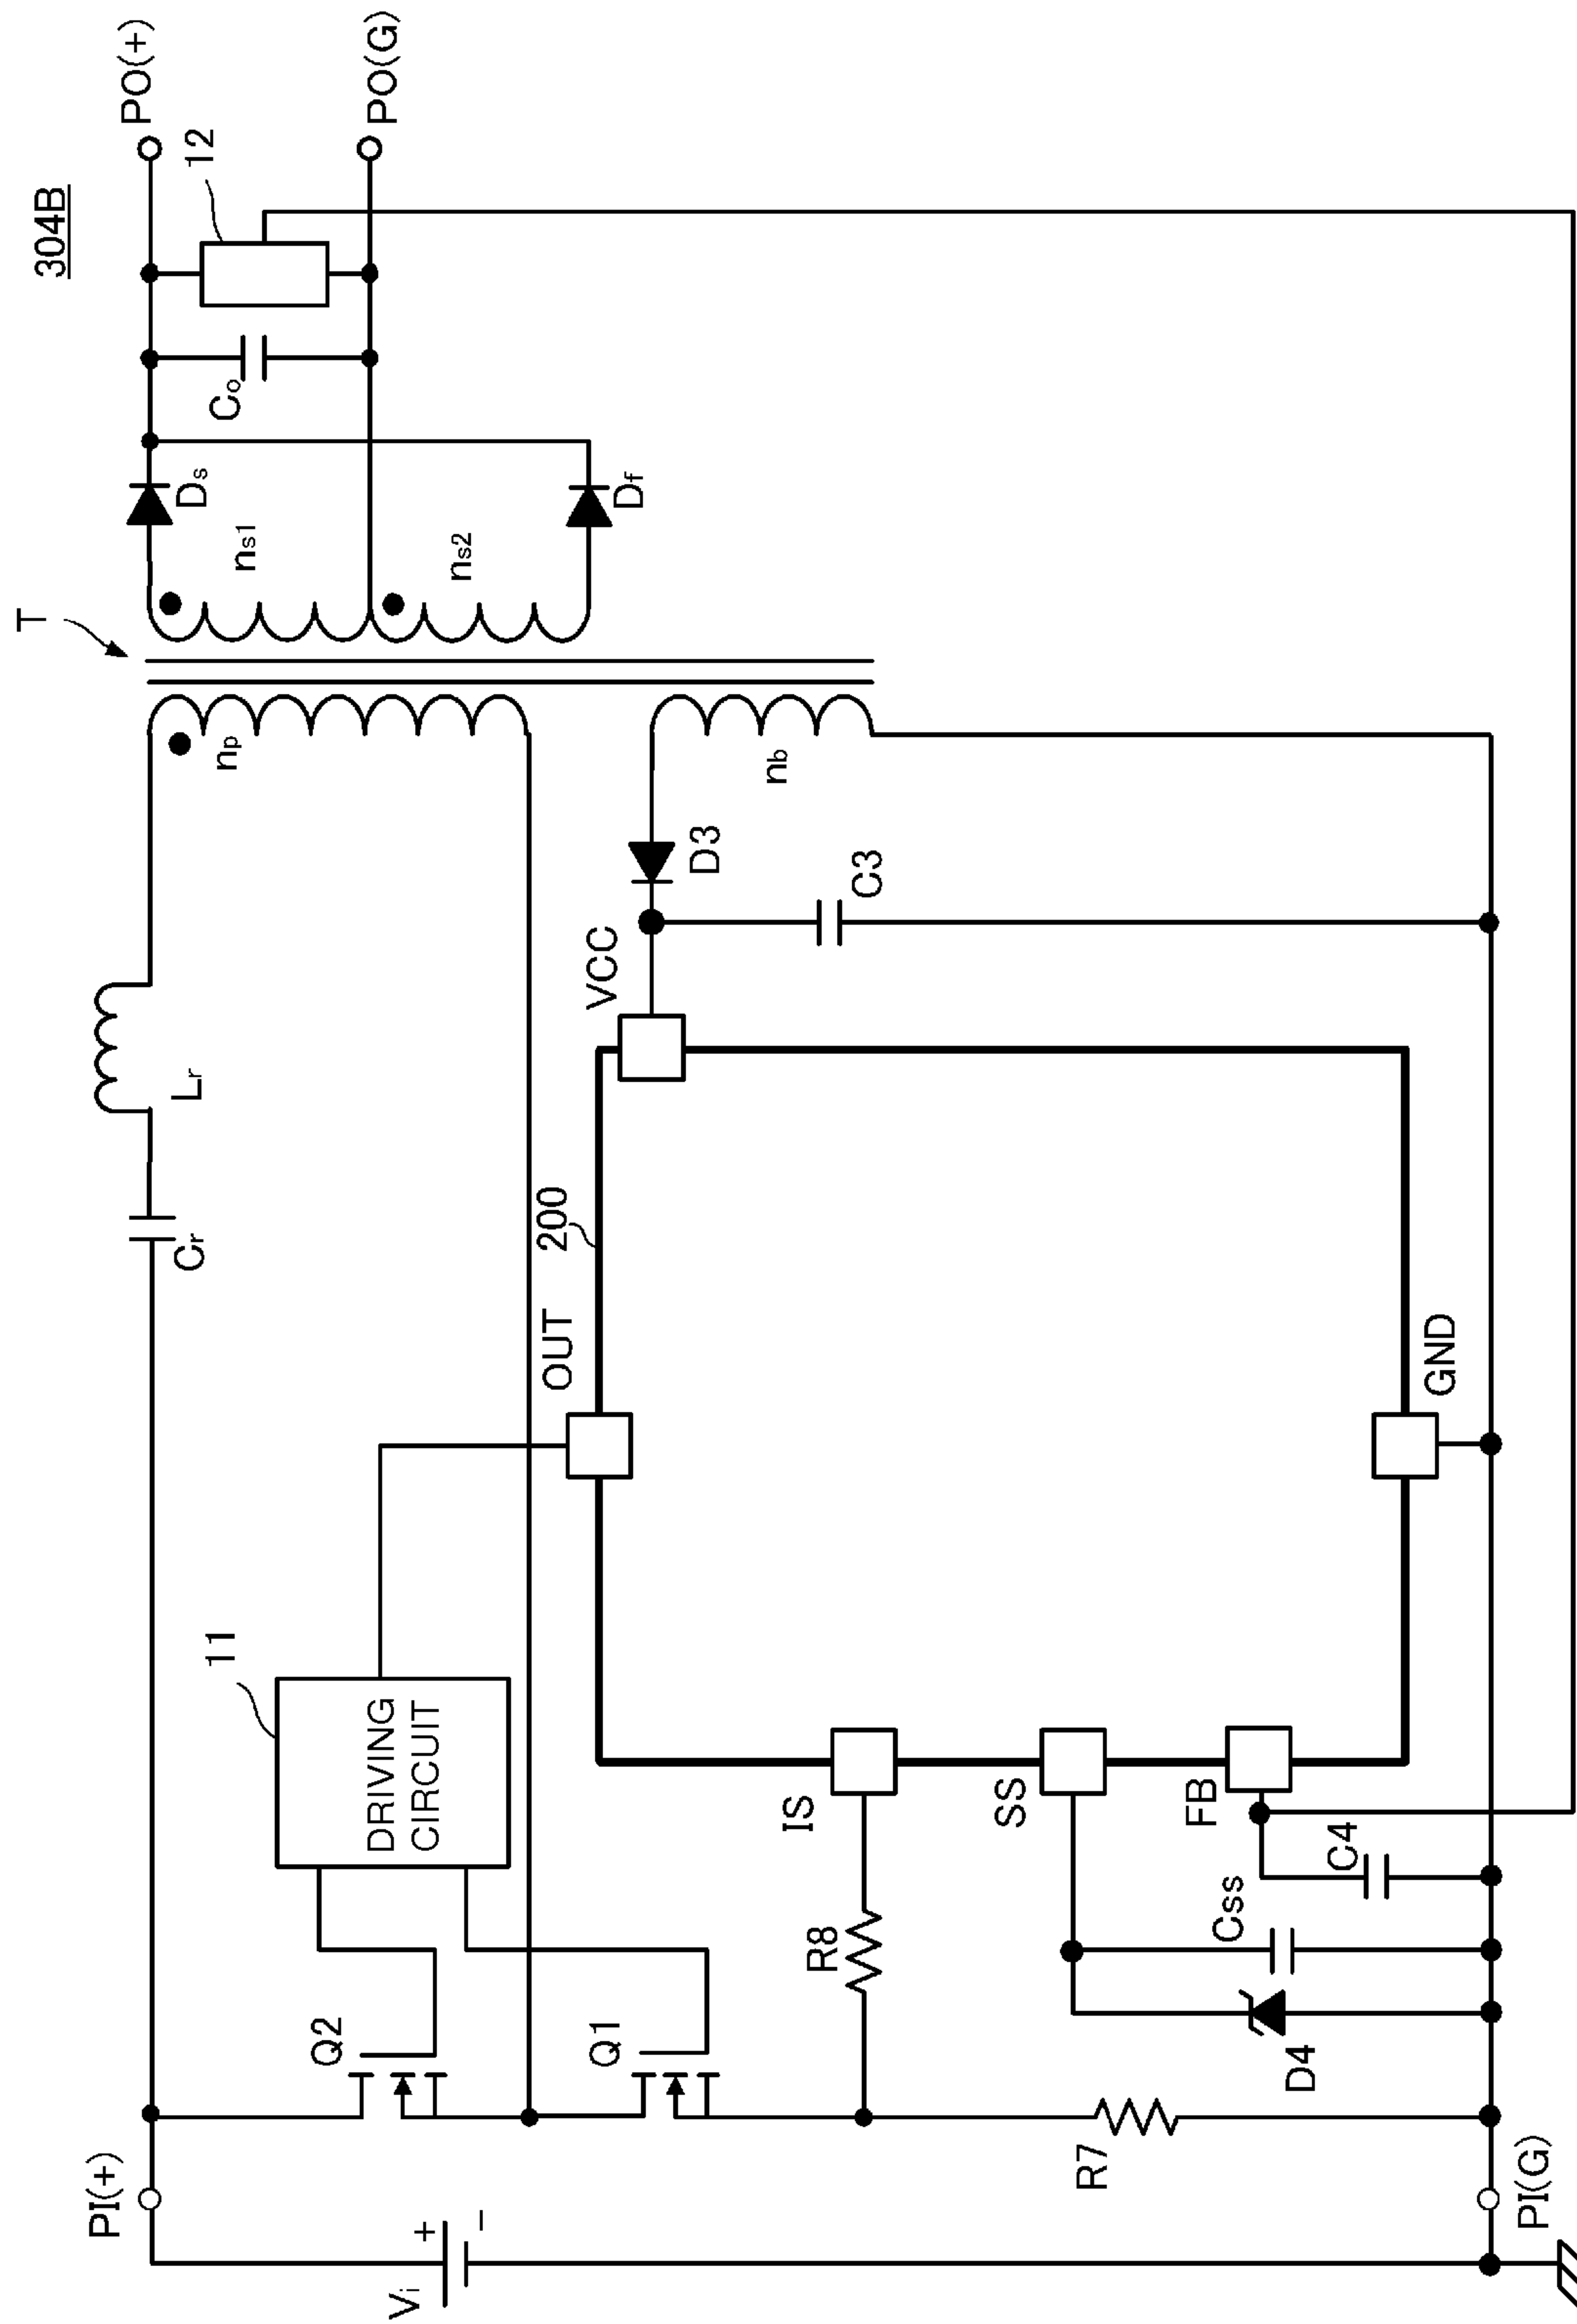 304B
T
PO(+)
12
PO(G)
Co
Ds
Df
ns1
ns2
np
nb
Lr
Cr
D3
C3
VCC
200
OUT
GND
11
DRIVING
CIRCUIT
IS
SS
FB
C4
Css
D4
R8
R7
Q2
Q1
PI(+)
PI(G)
Vi
+
−